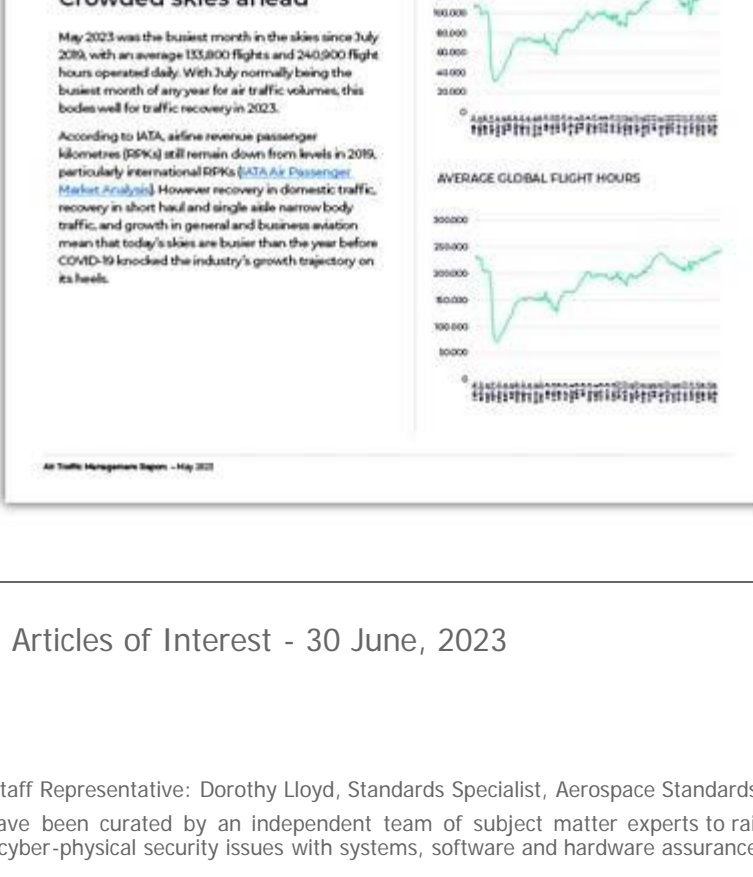 Crowded skies ahead
May 2023 was the busiest month in the skies since July
2019, with an average 133,800 flights and 240,900 flight
hours operated daily. With July normally being the
busiest month of any year for air traffic volumes, this
bodes well for traffic recovery in 2023.
According to IATA, airline revenue passenger
kilometres (RPKs) still remain down from levels in 2019,
particularly international RPKs (IATA Air Passenger
Market Analysis). However recovery in domestic traffic,
recovery in short haul and single aisle narrow body
traffic, and growth in general and business aviation
mean that today's skies are busier than the year before
COVID-19 knocked the industry's growth trajectory on
its heels.
100,000
80,000
60,000
40,000
20,000
0
AVERAGE GLOBAL FLIGHT HOURS
300,000
250,000
200,000
150,000
100,000
50,000
0
Air Traffic Management Report - May 2023
Articles of Interest - 30 June, 2023
taff Representative: Dorothy Lloyd, Standards Specialist, Aerospace Standards
ave been curated by an independent team of subject matter experts to rai
cyber-physical security issues with systems, software and hardware assurance